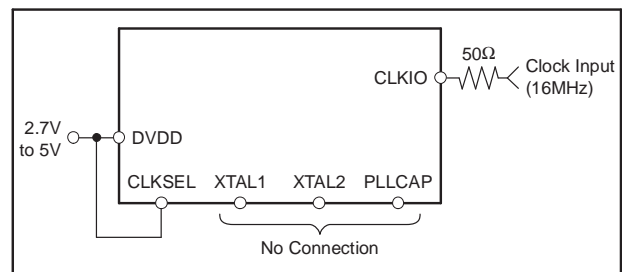 50Ω
CLKIO
Clock Input
(16MHz)
2.7V
to 5V
DVDD
CLKSEL XTAL1 XTAL2 PLLCAP
No Connection